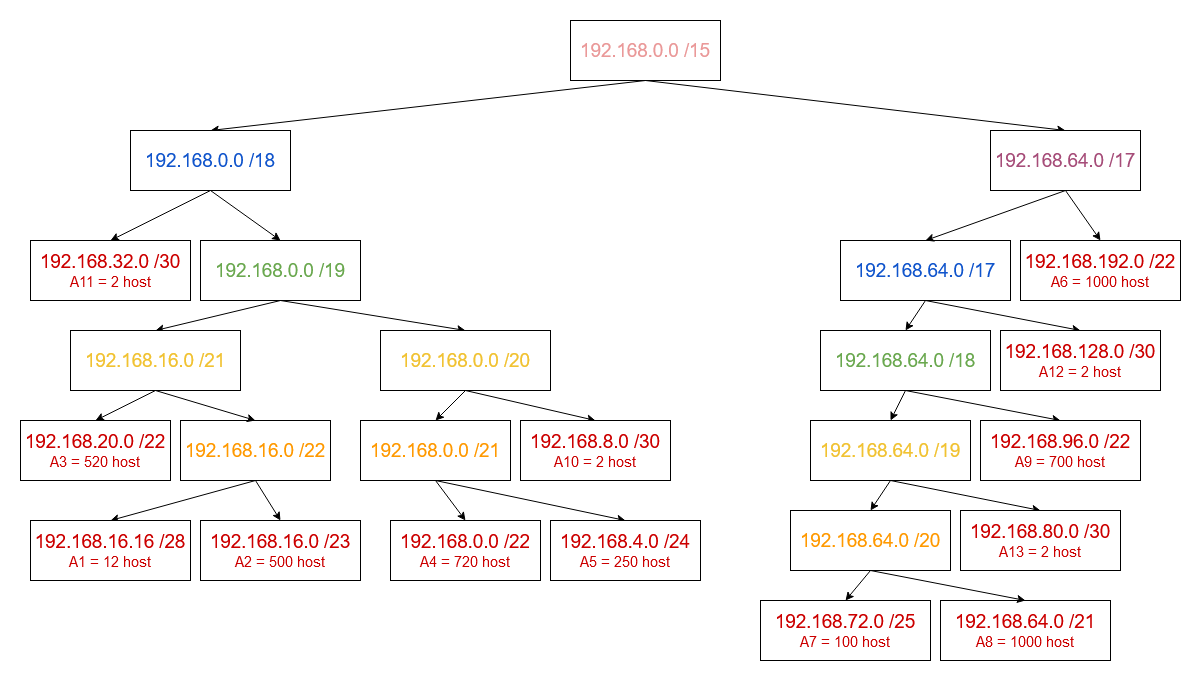 192.168.0.0 /15
192.168.0.0 /18
192.168.64.0 /17
192.168.32.0 /30
A11 = 2 host
192.168.0.0 /19
192.168.64.0 /17
192.168.192.0 /22
A6 = 1000 host
192.168.16.0 /21
192.168.0.0 /20
192.168.64.0 /18
192.168.128.0 /30
A12 = 2 host
192.168.20.0 /22
A3 = 520 host
192.168.16.0 /22
192.168.0.0 /21
192.168.8.0 /30
A10 = 2 host
192.168.64.0 /19
192.168.96.0 /22
A9 = 700 host
192.168.16.16 /28
A1 = 12 host
192.168.16.0 /23
A2 = 500 host
192.168.0.0 /22
A4 = 720 host
192.168.4.0 /24
A5 = 250 host
192.168.64.0 /20
192.168.80.0 /30
A13 = 2 host
192.168.72.0 /25
A7 = 100 host
192.168.64.0 /21
A8 = 1000 host